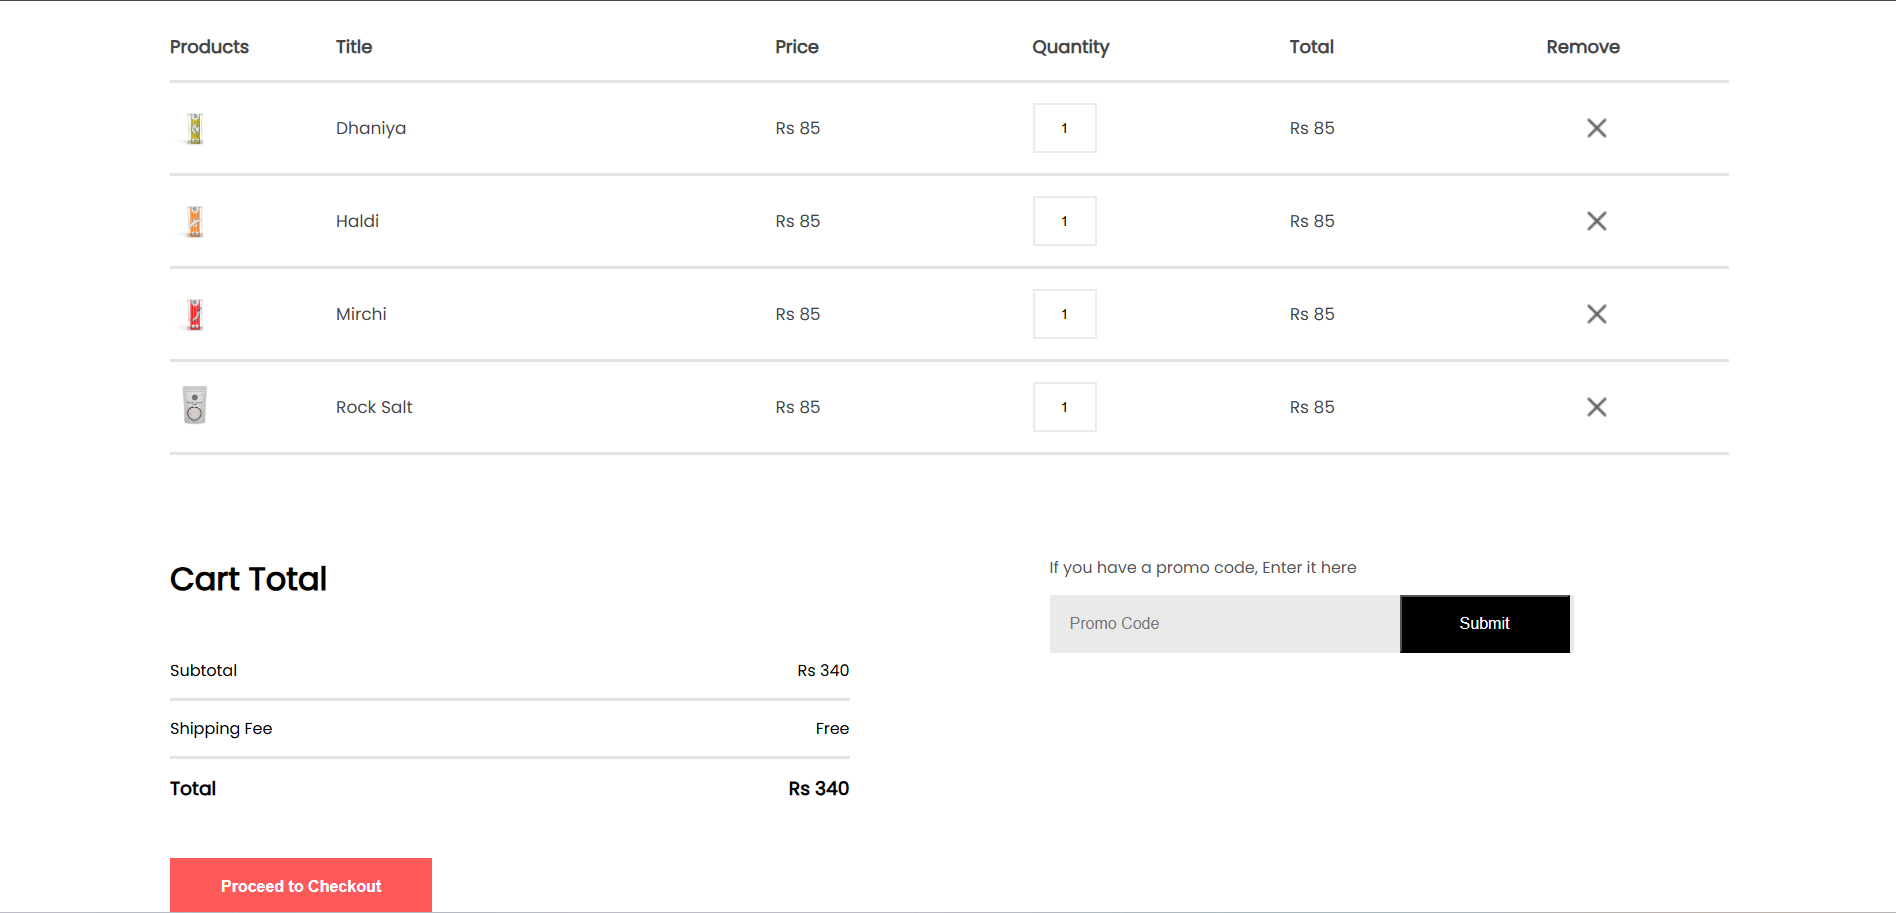 Products Title Price Quantity Total Remove
Dhaniya Rs 85 1 Rs 85
Haldi Rs 85 1 Rs 85
Mirchi Rs 85 1 Rs 85
Rock Salt Rs 85 1 Rs 85
Cart Total
Subtotal Rs 340
Shipping Fee Free
Total Rs 340
Proceed to Checkout
If you have a promo code, Enter it here
Promo Code Submit